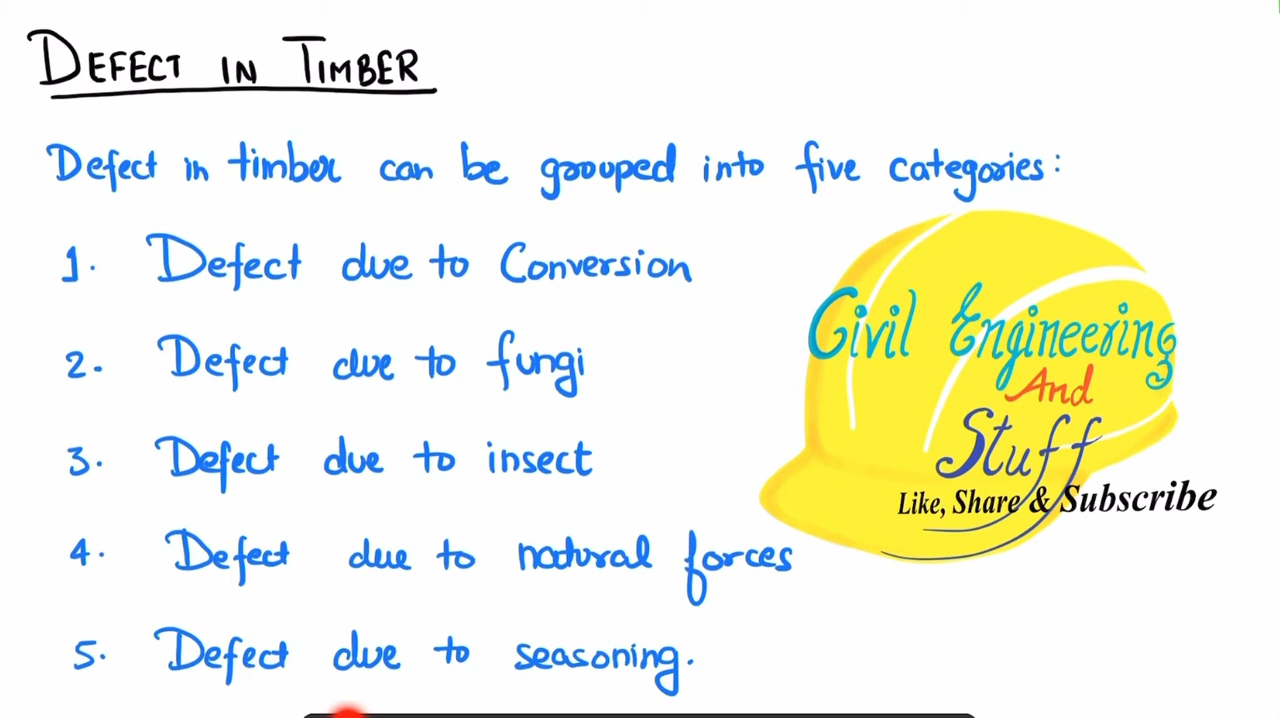 DEFECT IN TIMBER
Defect in timber can be grouped into five categories:
1. Defect due to Conversion
2. Defect due to fungi
3. Defect due to insect
4. Defect due to natural forces
5. Defect due to seasoning.
Civil Engineering
And
Stuff
Like, Share & Subscribe